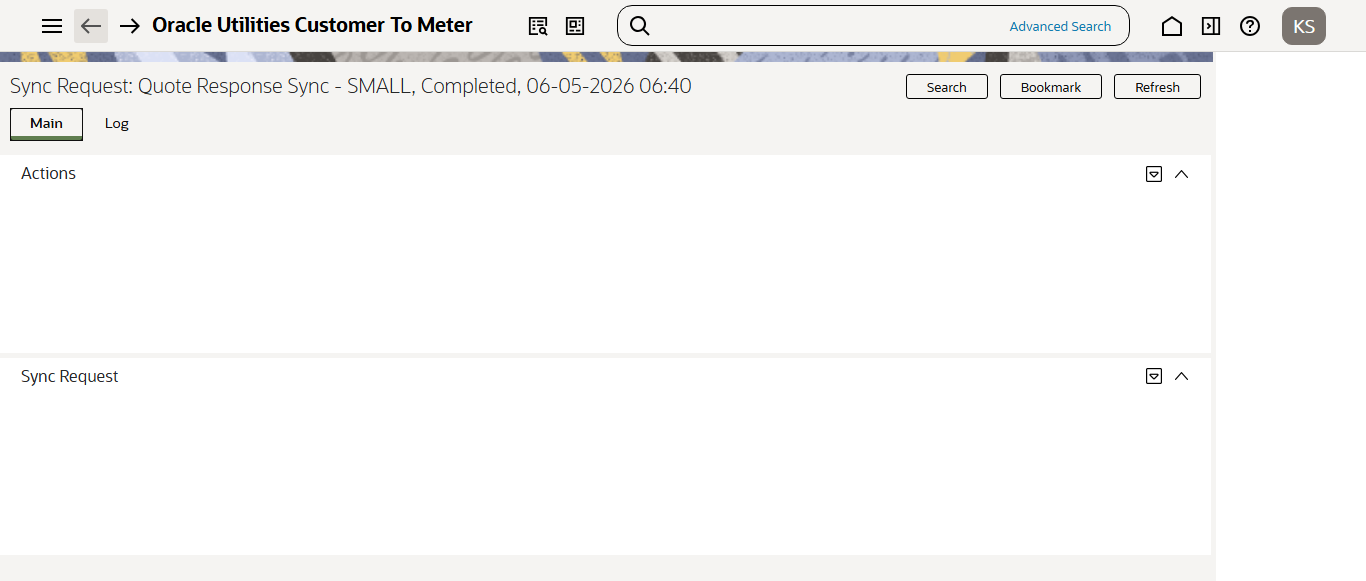 Oracle Utilities Customer To Meter
Advanced Search
KS
Sync Request: Quote Response Sync - SMALL, Completed, 06-05-2026 06:40
Search
Bookmark
Refresh
Main
Log
Actions
Sync Request